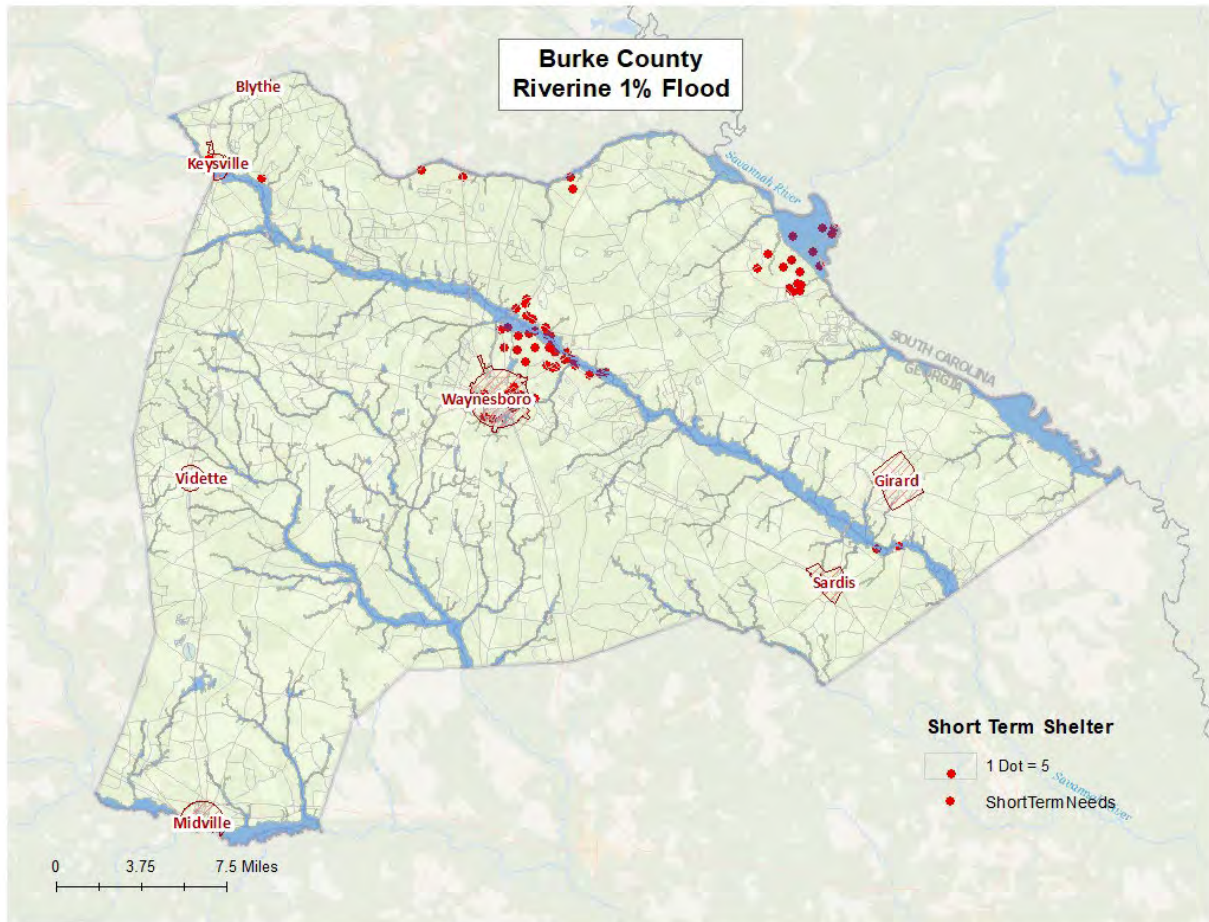 Burke County
Riverine 1% Flood
Blythe
Keysville
Savannah River
SOUTH CAROLINA
GEORGIA
Waynesboro
Vidette
Girard
Sardis
Midville
Short Term Shelter
1 Dot = 5
ShortTermNeeds
Savannah River
0 3.75 7.5 Miles